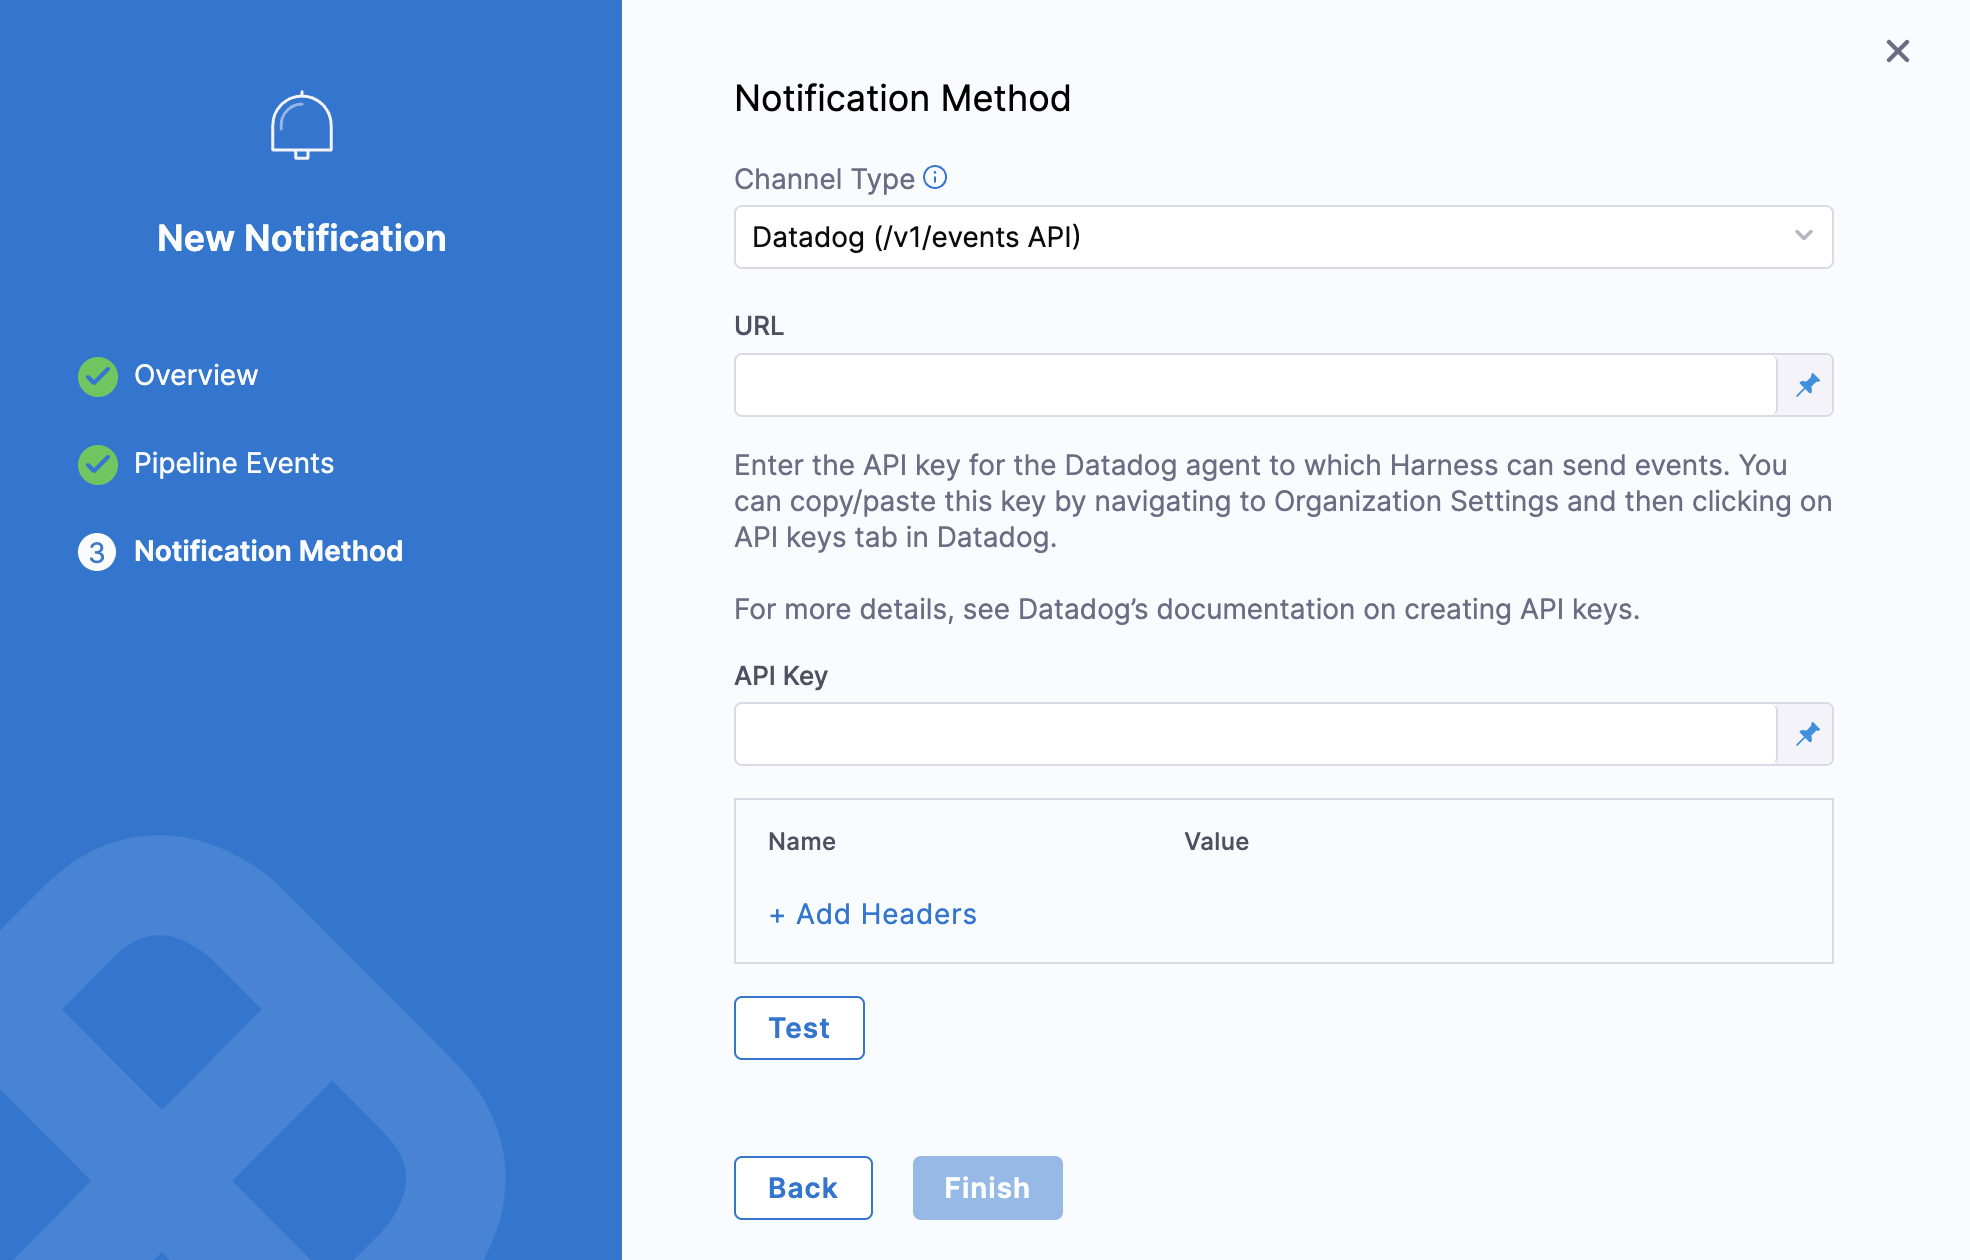 New Notification
Overview
Pipeline Events
3 Notification Method
Notification Method
Channel Type
Datadog (/v1/events API)
URL
Enter the API key for the Datadog agent to which Harness can send events. You
can copy/paste this key by navigating to Organization Settings and then clicking on
API keys tab in Datadog.
For more details, see Datadog’s documentation on creating API keys.
API Key
Name Value
+ Add Headers
Test
Back Finish